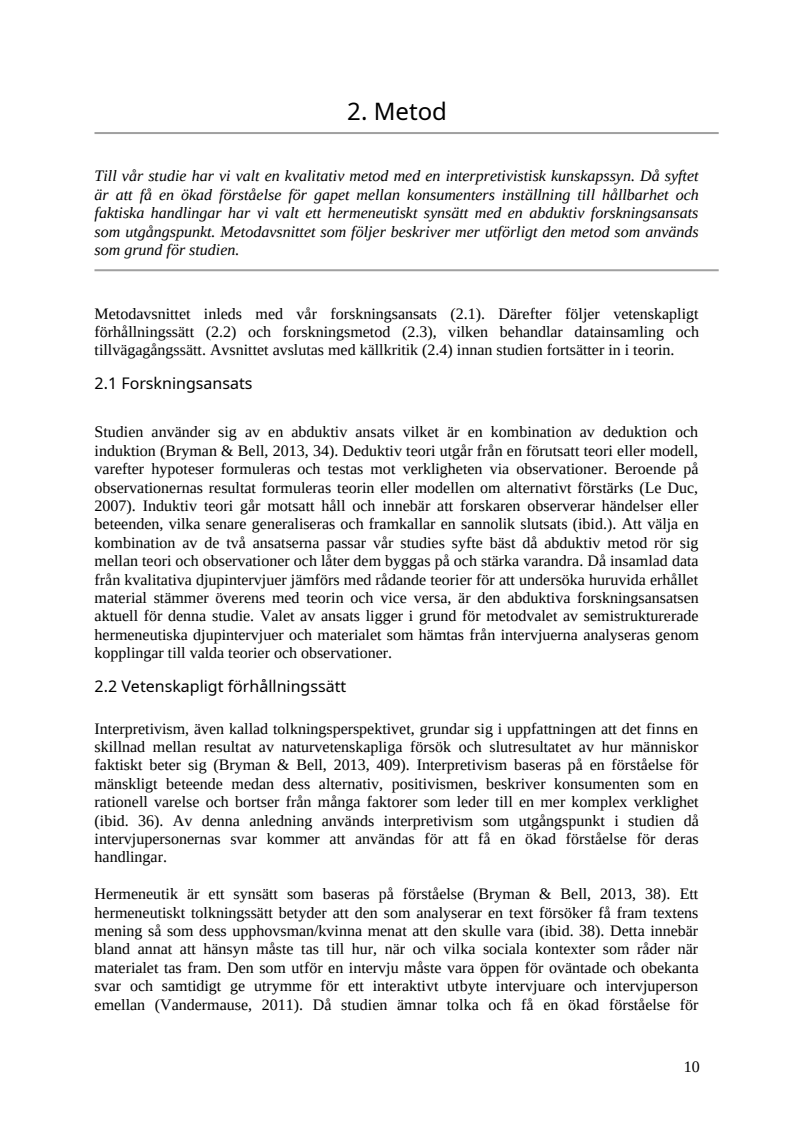 2. Metod
Till vår studie har vi valt en kvalitativ metod med en interpretivistisk kunskapssyn. Då syftet
är att få en ökad förståelse för gapet mellan konsumenters inställning till hållbarhet och
faktiska handlingar har vi valt ett hermeneutiskt synsätt med en abduktiv forskningsansats
som utgångspunkt. Metodavsnittet som följer beskriver mer utförligt den metod som används
som grund för studien.
Metodavsnittet inleds med vår forskningsansats (2.1). Därefter följer vetenskapligt
förhållningssätt (2.2) och forskningsmetod (2.3), vilken behandlar datainsamling och
tillvägagångssätt. Avsnittet avslutas med källkritik (2.4) innan studien fortsätter in i teorin.
2.1 Forskningsansats
Studien använder sig av en abduktiv ansats vilket är en kombination av deduktion och
induktion (Bryman & Bell, 2013, 34). Deduktiv teori utgår från en förutsatt teori eller modell,
varefter hypoteser formuleras och testas mot verkligheten via observationer. Beroende på
observationernas resultat formuleras teorin eller modellen om alternativt förstärks (Le Duc,
2007). Induktiv teori går motsatt håll och innebär att forskaren observerar händelser eller
beteenden, vilka senare generaliseras och framkallar en sannolik slutsats (ibid.). Att välja en
kombination av de två ansatserna passar vår studies syfte bäst då abduktiv metod rör sig
mellan teori och observationer och låter dem byggas på och stärka varandra. Då insamlad data
från kvalitativa djupintervjuer jämförs med rådande teorier för att undersöka huruvida erhållet
material stämmer överens med teorin och vice versa, är den abduktiva forskningsansatsen
aktuell för denna studie. Valet av ansats ligger i grund för metodvalet av semistrukturerade
hermeneutiska djupintervjuer och materialet som hämtas från intervjuerna analyseras genom
kopplingar till valda teorier och observationer.
2.2 Vetenskapligt förhållningssätt
Interpretivism, även kallad tolkningsperspektivet, grundar sig i uppfattningen att det finns en
skillnad mellan resultat av naturvetenskapliga försök och slutresultatet av hur människor
faktiskt beter sig (Bryman & Bell, 2013, 409). Interpretivism baseras på en förståelse för
mänskligt beteende medan dess alternativ, positivismen, beskriver konsumenten som en
rationell varelse och bortser från många faktorer som leder till en mer komplex verklighet
(ibid. 36). Av denna anledning används interpretivism som utgångspunkt i studien då
intervjupersonernas svar kommer att användas för att få en ökad förståelse för deras
handlingar.
Hermeneutik är ett synsätt som baseras på förståelse (Bryman & Bell, 2013, 38). Ett
hermeneutiskt tolkningssätt betyder att den som analyserar en text försöker få fram textens
mening så som dess upphovsman/kvinna menat att den skulle vara (ibid. 38). Detta innebär
bland annat att hänsyn måste tas till hur, när och vilka sociala kontexter som råder när
materialet tas fram. Den som utför en intervju måste vara öppen för oväntade och obekanta
svar och samtidigt ge utrymme för ett interaktivt utbyte intervjuare och intervjuperson
emellan (Vandermause, 2011). Då studien ämnar tolka och få en ökad förståelse för
10